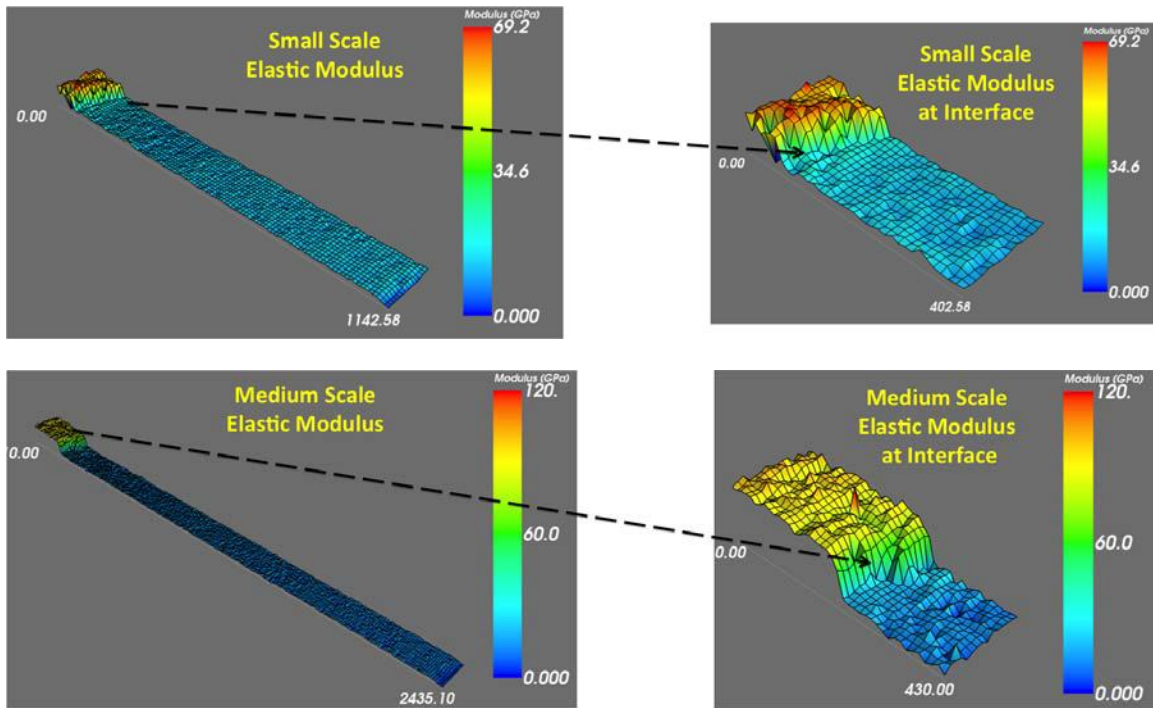 Modulus (GPa)
69.2
Small Scale
Elastic Modulus
0.00
34.6
1142.58
0.000
Modulus (GPa)
69.2
Small Scale
Elastic Modulus
at Interface
0.00
34.6
402.58
0.000
Modulus (GPa)
120.
Medium Scale
Elastic Modulus
0.00
60.0
2435.10
0.000
Modulus (GPa)
120.
Medium Scale
Elastic Modulus
at Interface
0.00
60.0
430.00
0.000